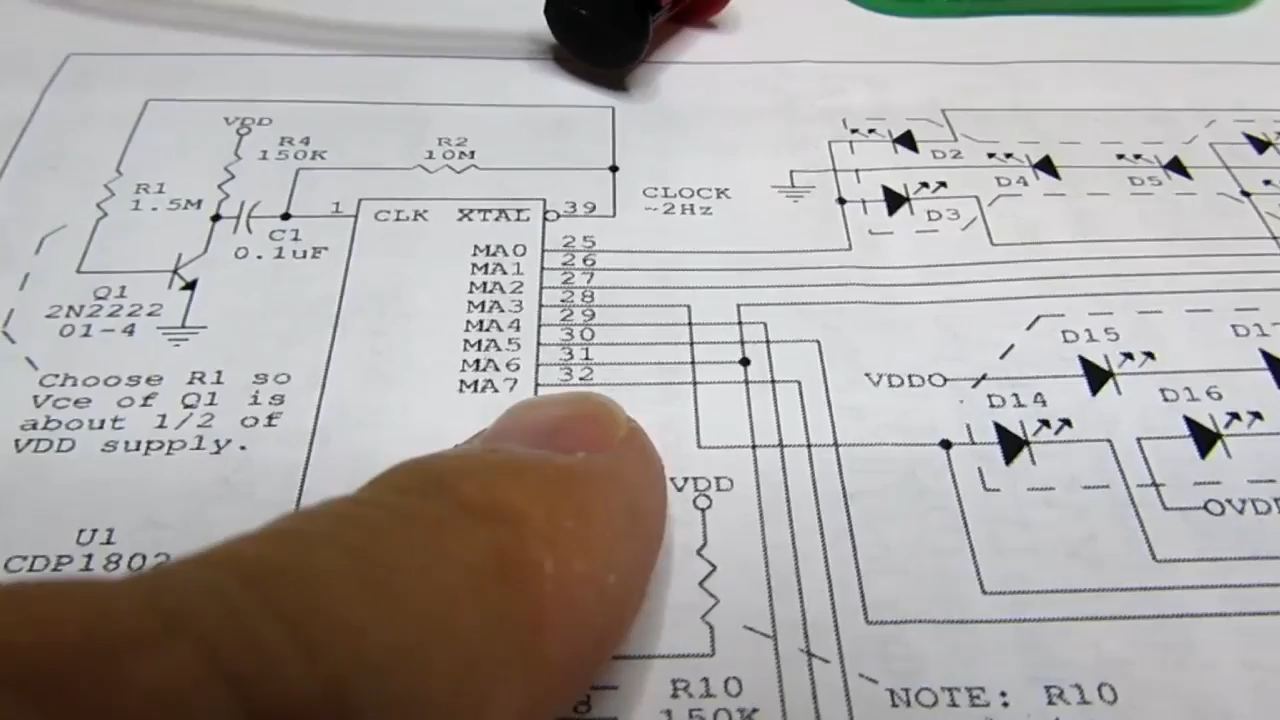 VDD
R4
150K
R2
10M
R1
1.5M
C1
0.1uF
1
CLK XTAL
39
CLOCK
~2Hz
MA0 25
MA1 26
MA2 27
MA3 28
MA4 29
MA5 30
MA6 31
MA7 32
Q1
2N2222
01-4
Choose R1 so
Vce of Q1 is
about 1/2 of
VDD supply.
U1
CDP1802
D2
D3
D4
D5
D15
VDD
D14
D16
VDD
R10
150K
NOTE: R10